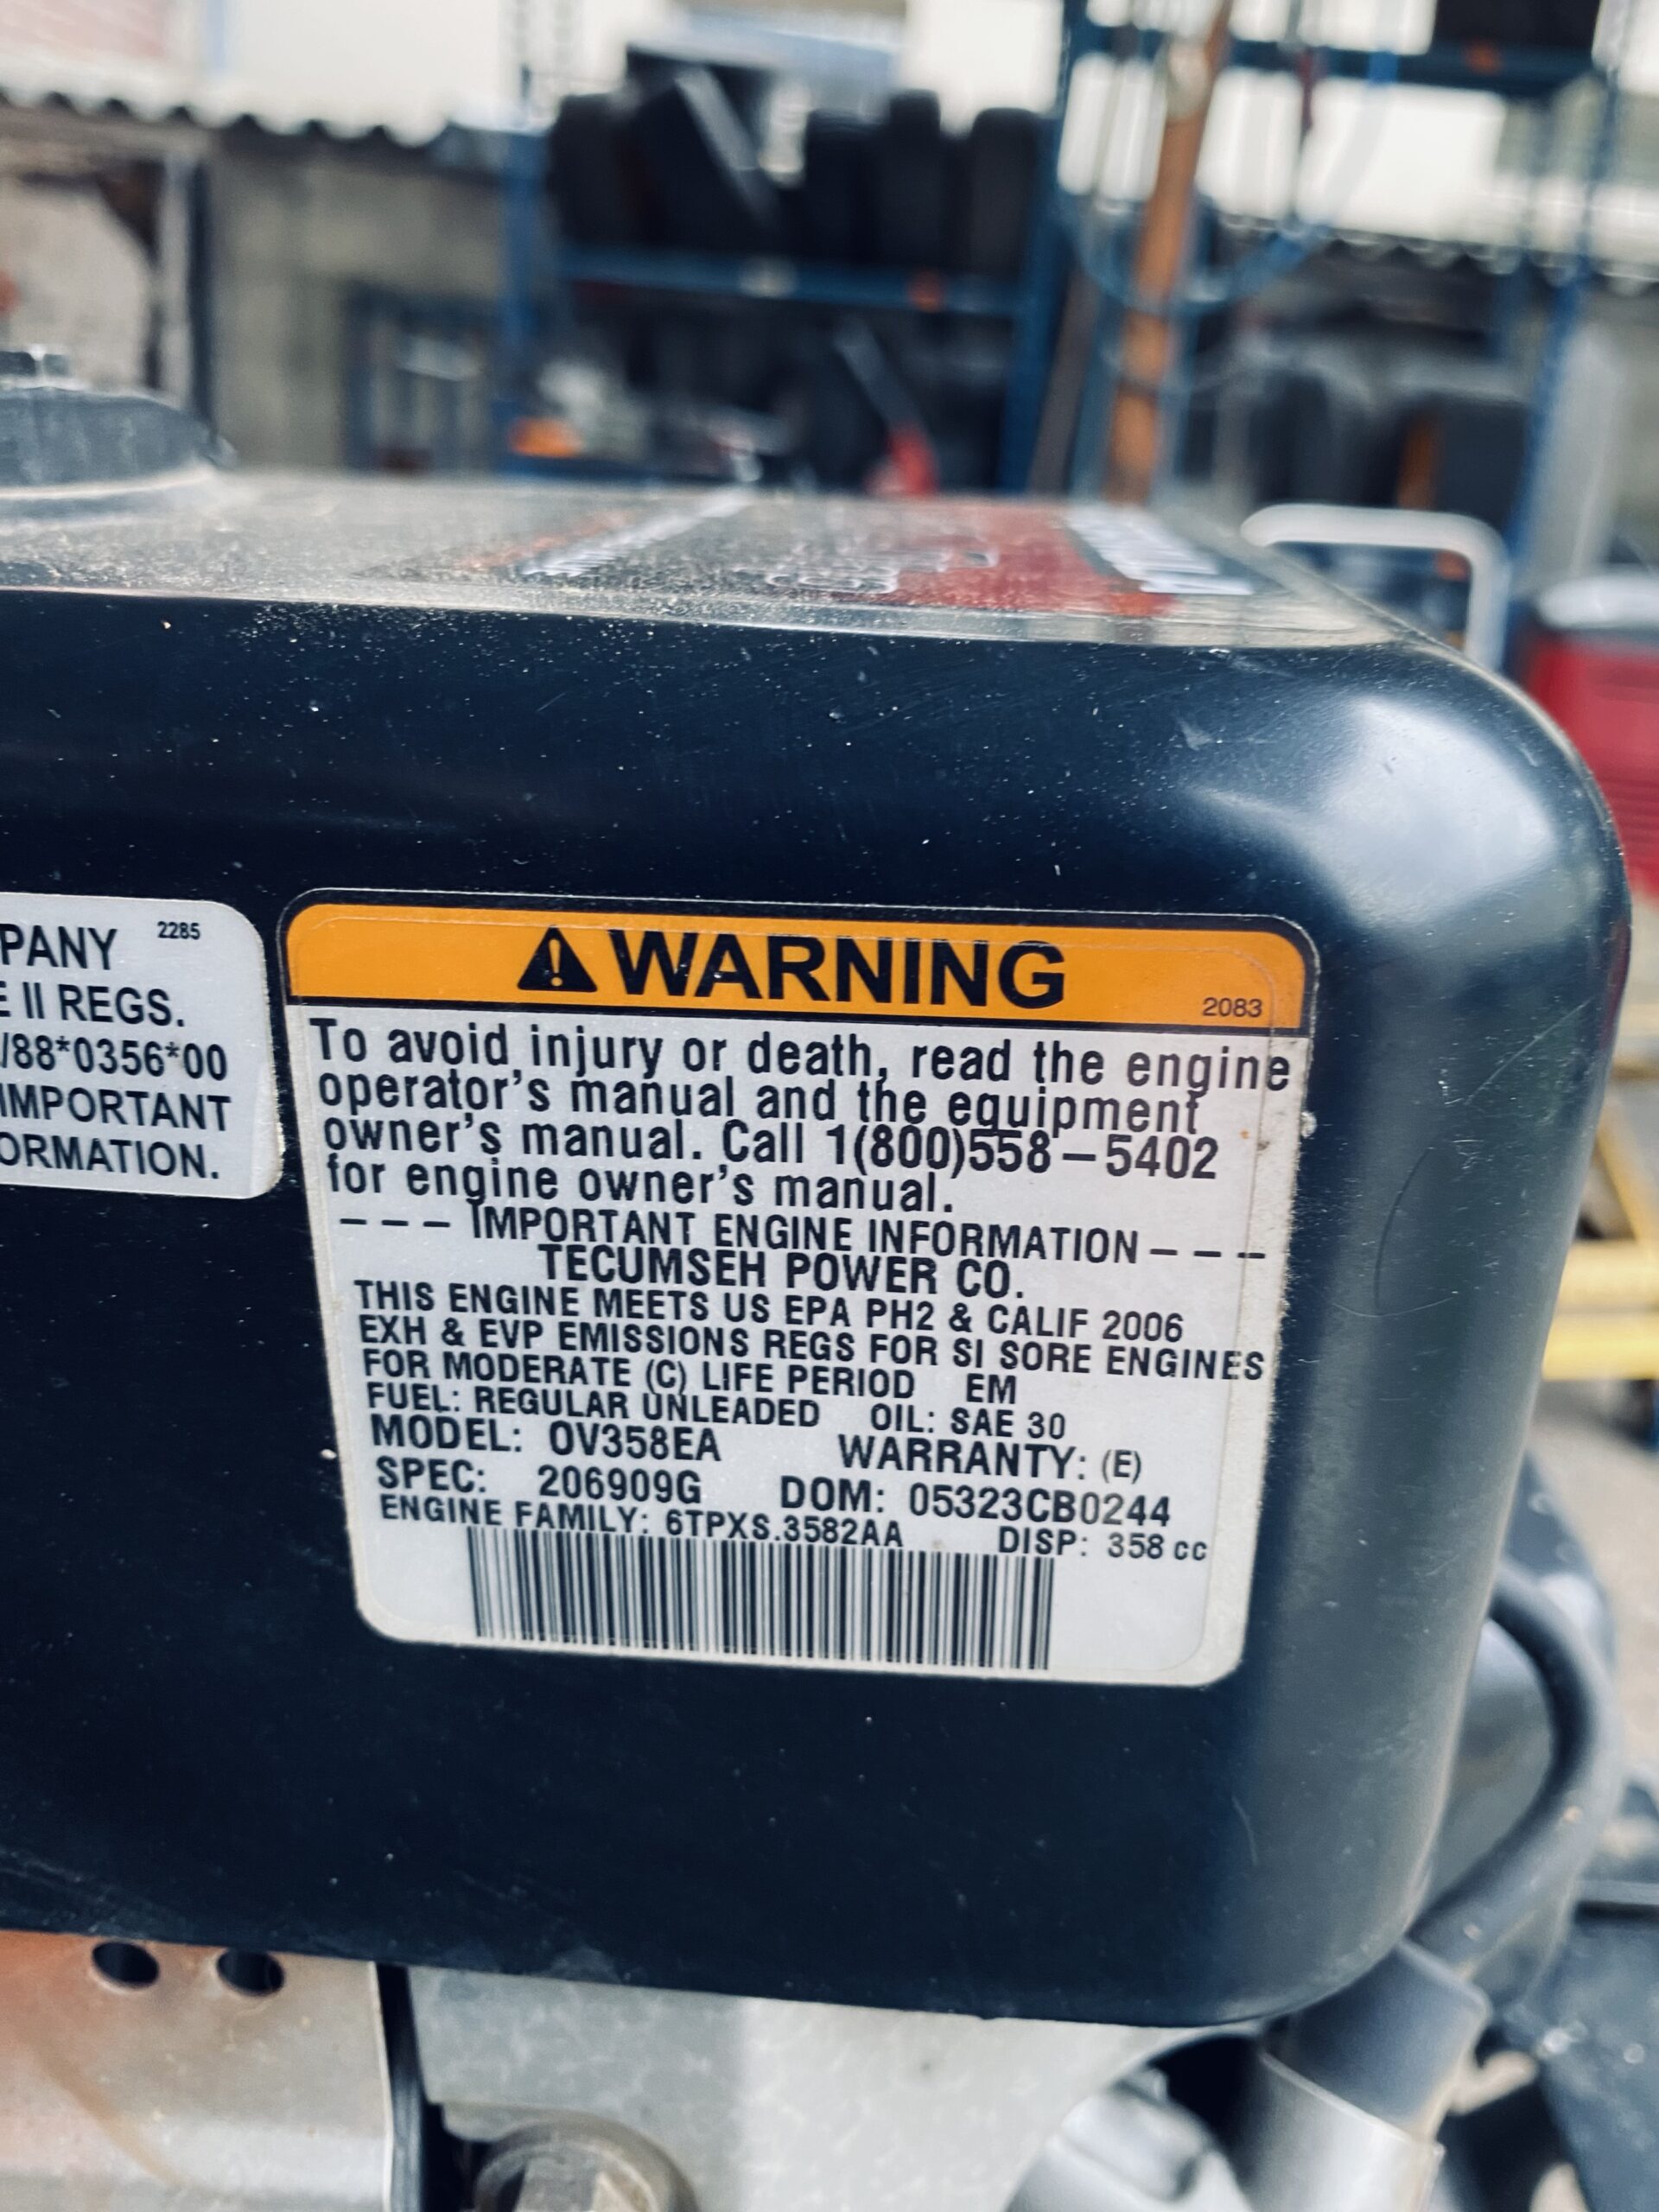 PANY 2285
II REGS.
/88*0356*00
IMPORTANT
ORMATION.
WARNING
2083
To avoid injury or death, read the engine
operator's manual and the equipment
owner's manual. Call 1(800)558-5402
for engine owner's manual.
--- IMPORTANT ENGINE INFORMATION ---
TECUMSEH POWER CO.
THIS ENGINE MEETS US EPA PH2 & CALIF 2006
EXH & EVP EMISSIONS REGS FOR SI SORE ENGINES
FOR MODERATE (C) LIFE PERIOD EM
FUEL: REGULAR UNLEADED OIL: SAE 30
MODEL: OV358EA WARRANTY: (E)
SPEC: 206909G DOM: 05323CB0244
ENGINE FAMILY: 6TPXS.3582AA DISP: 358 cc